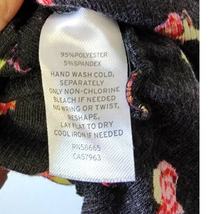 95%POLYESTER
5%SPANDEX
HAND WASH COLD,
SEPARATELY
ONLY NON-CHLORINE
BLEACH IF NEEDED
NO WRING OR TWIST,
RESHAPE,
LAY FLAT TO DRY
COOL IRON IF NEEDED
RN58665
CA57963